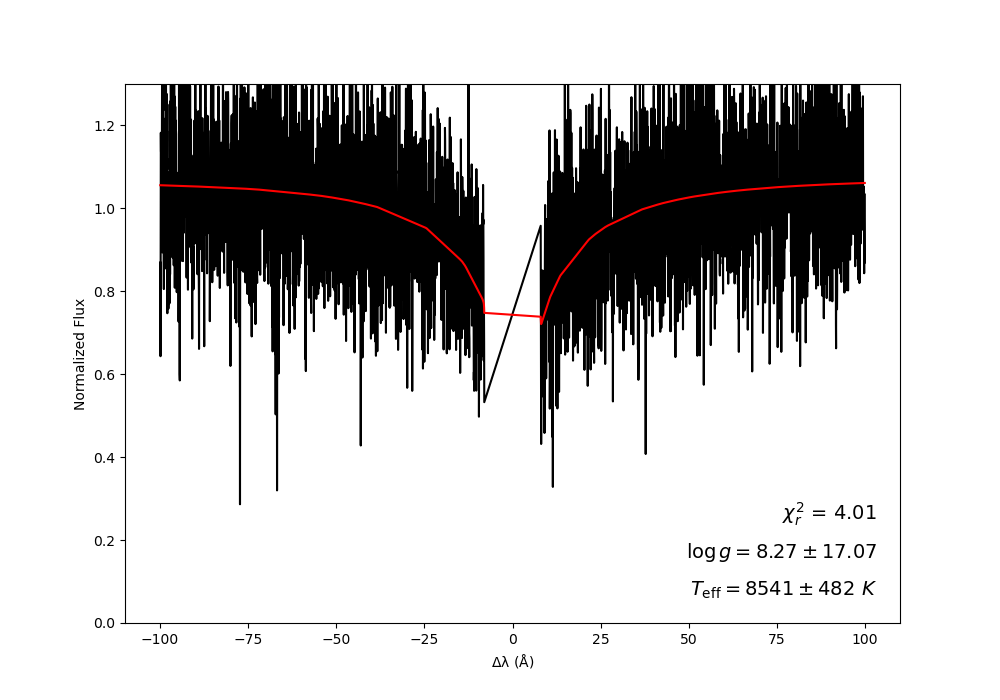 Normalized Flux
1.2
1.0
0.8
0.6
0.4
0.2
0.0
χ²ᵣ = 4.01
log g = 8.27 ± 17.07
T_eff = 8541 ± 482 K
−100 −75 −50 −25 0 25 50 75 100
Δλ (Å)